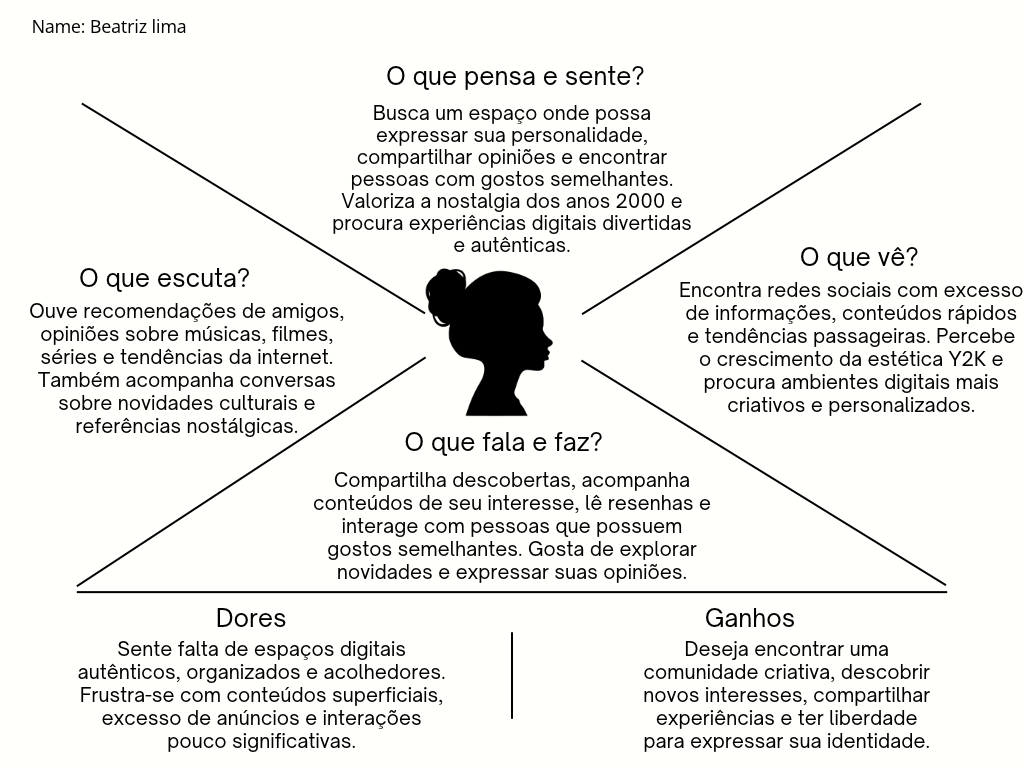 Name: Beatriz lima
O que pensa e sente?
Busca um espaço onde possa
expressar sua personalidade,
compartilhar opiniões e encontrar
pessoas com gostos semelhantes.
Valoriza a nostalgia dos anos 2000 e
procura experiências digitais divertidas
e autênticas.
O que escuta?
Ouve recomendações de amigos,
opiniões sobre músicas, filmes,
séries e tendências da internet.
Também acompanha conversas
sobre novidades culturais e
referências nostálgicas.
O que vê?
Encontra redes sociais com excesso
de informações, conteúdos rápidos
e tendências passageiras. Percebe
o crescimento da estética Y2K e
procura ambientes digitais mais
criativos e personalizados.
O que fala e faz?
Compartilha descobertas, acompanha
conteúdos de seu interesse, lê resenhas e
interage com pessoas que possuem
gostos semelhantes. Gosta de explorar
novidades e expressar suas opiniões.
Dores
Sente falta de espaços digitais
autênticos, organizados e acolhedores.
Frustra-se com conteúdos superficiais,
excesso de anúncios e interações
pouco significativas.
Ganhos
Deseja encontrar uma
comunidade criativa, descobrir
novos interesses, compartilhar
experiências e ter liberdade
para expressar sua identidade.